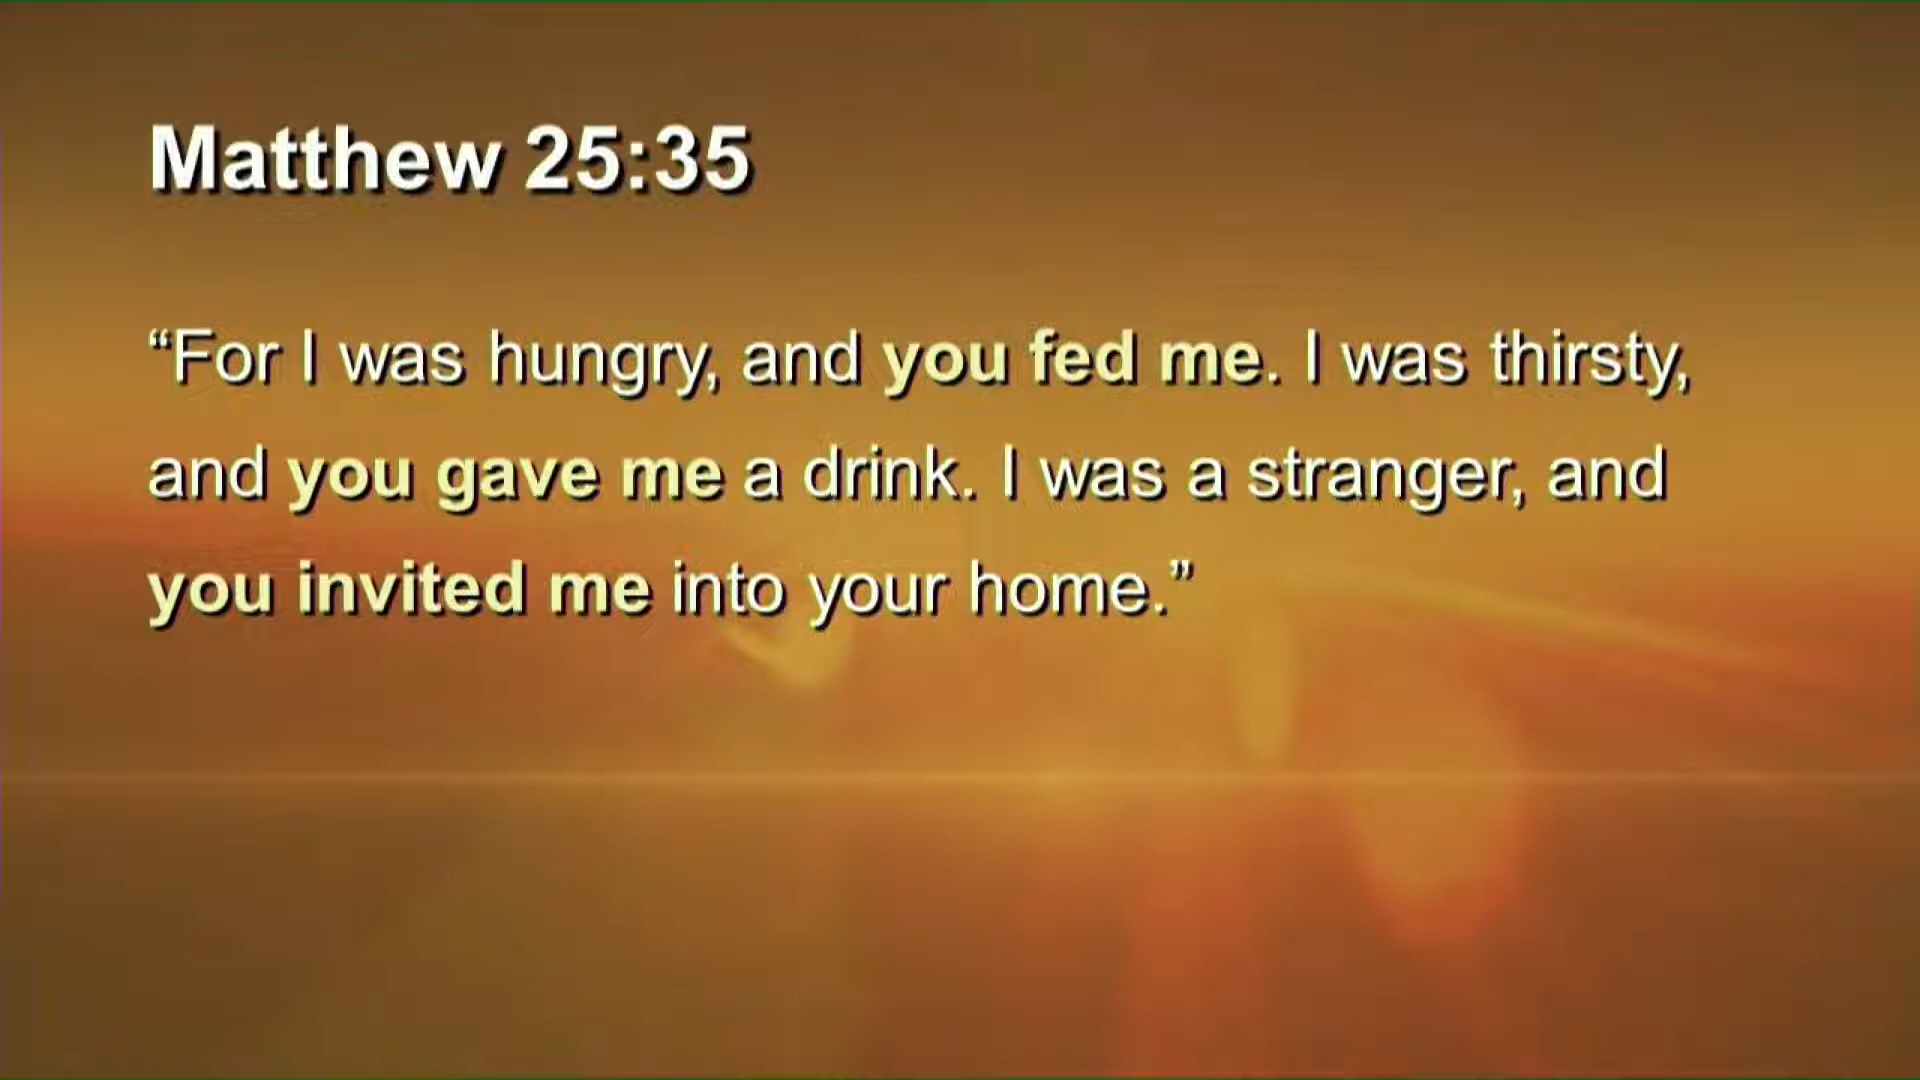 Matthew 25:35
“For I was hungry, and you fed me. I was thirsty,
and you gave me a drink. I was a stranger, and
you invited me into your home.”